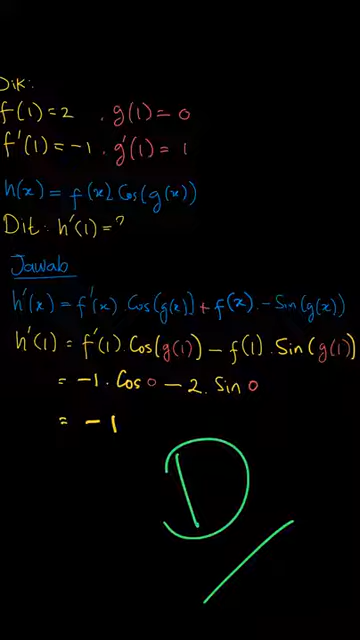 Dik:
f(1) = 2 . g(1) = 0
f'(1) = -1 . g'(1) = 1
h(x) = f(x) Cos(g(x))
Dit: h'(1) = ?
Jawab
h'(x) = f'(x) . Cos(g(x)) + f(x) . - Sin(g(x))
h'(1) = f'(1) . Cos(g(1)) - f(1) . Sin(g(1))
= -1 . Cos 0 - 2 . Sin 0
= -1
D